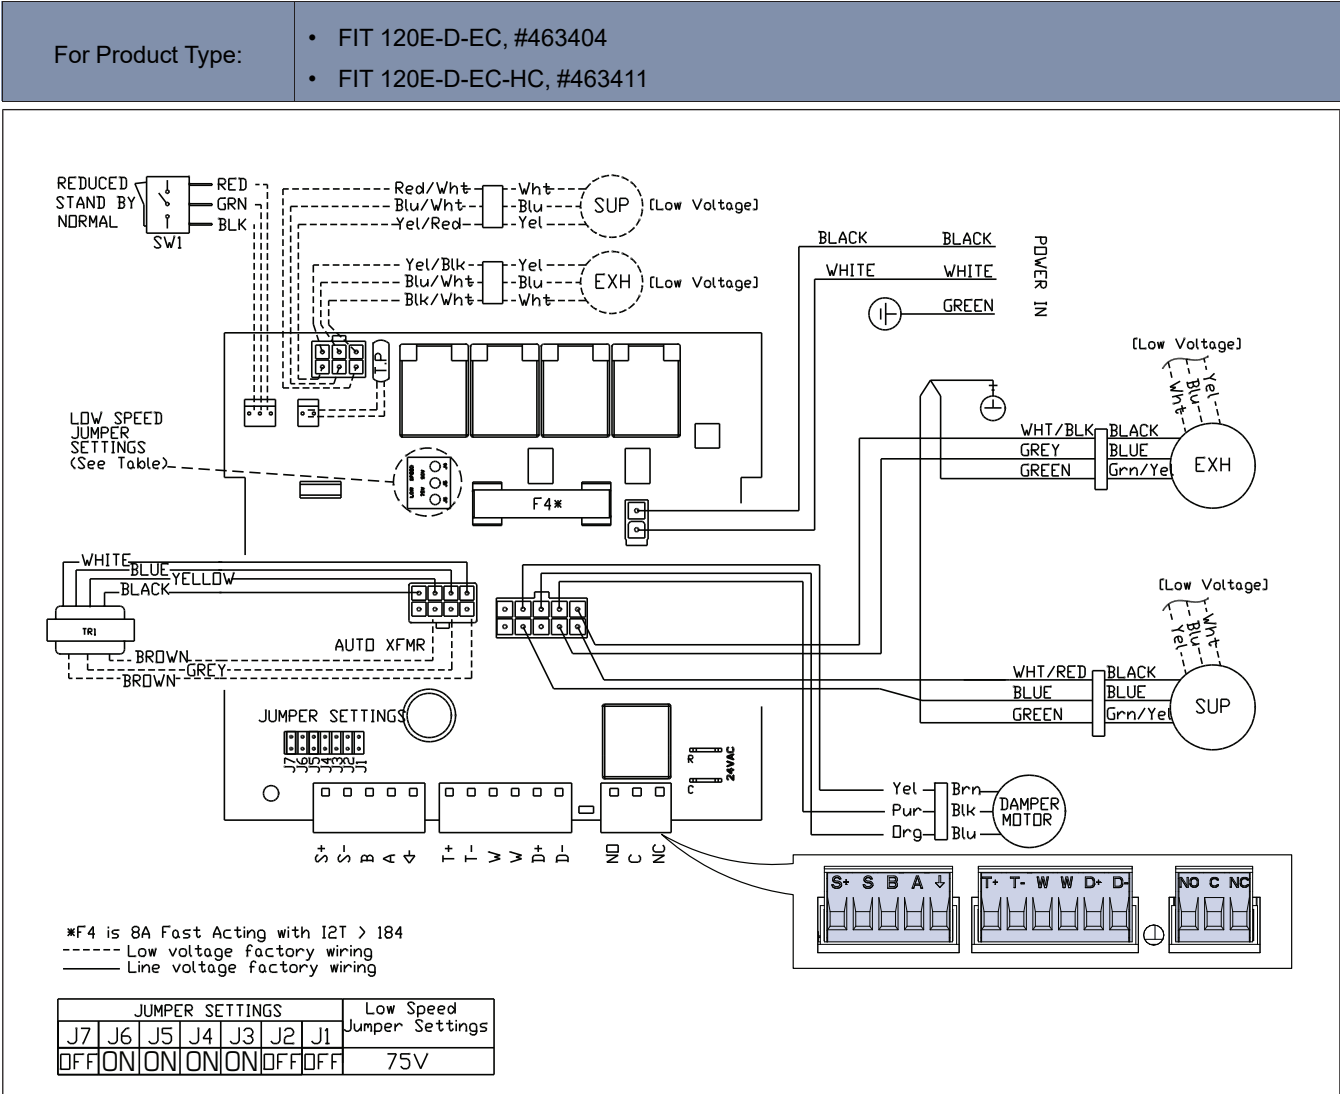 For Product Type:
• FIT 120E-D-EC, #463404
• FIT 120E-D-EC-HC, #463411
REDUCED
STAND BY
NORMAL
SW1
RED
GRN
BLK
Red/Wht
Blu/Wht
Yel/Red
Wht
Blu
Yel
SUP
[Low Voltage]
Yel/Blk
Blu/Wht
Blk/Wht
Yel
Blu
Wht
EXH
[Low Voltage]
BLACK
BLACK
WHITE
WHITE
GREEN
POWER IN
T.P
LOW SPEED
JUMPER
SETTINGS
(See Table)
LOW SPEED
F4*
[Low Voltage]
Wht
Blu
Yel
WHT/BLK
BLACK
GREY
BLUE
GREEN
Grn/Yel
EXH
WHITE
BLUE
YELLOW
BLACK
TR1
BROWN
GREY
BROWN
AUTO XFMR
[Low Voltage]
Yel
Blu
Wht
WHT/RED
BLACK
BLUE
BLUE
GREEN
Grn/Yel
SUP
JUMPER SETTINGS
J7
J6
J5
J4
J3
J2
J1
R
C
24VAC
Yel
Brn
Pur
Blk
Org
Blu
DAMPER
MOTOR
S+ S- B A
T+ T- W W D+ D-
NO C NC
S+ S B A
T+ T- W W D+ D-
NO C NC
*F4 is 8A Fast Acting with I2T > 184
Low voltage factory wiring
Line voltage factory wiring
JUMPER SETTINGS
Low Speed
Jumper Settings
J7 J6 J5 J4 J3 J2 J1
OFF ON ON ON ON OFF OFF 75V